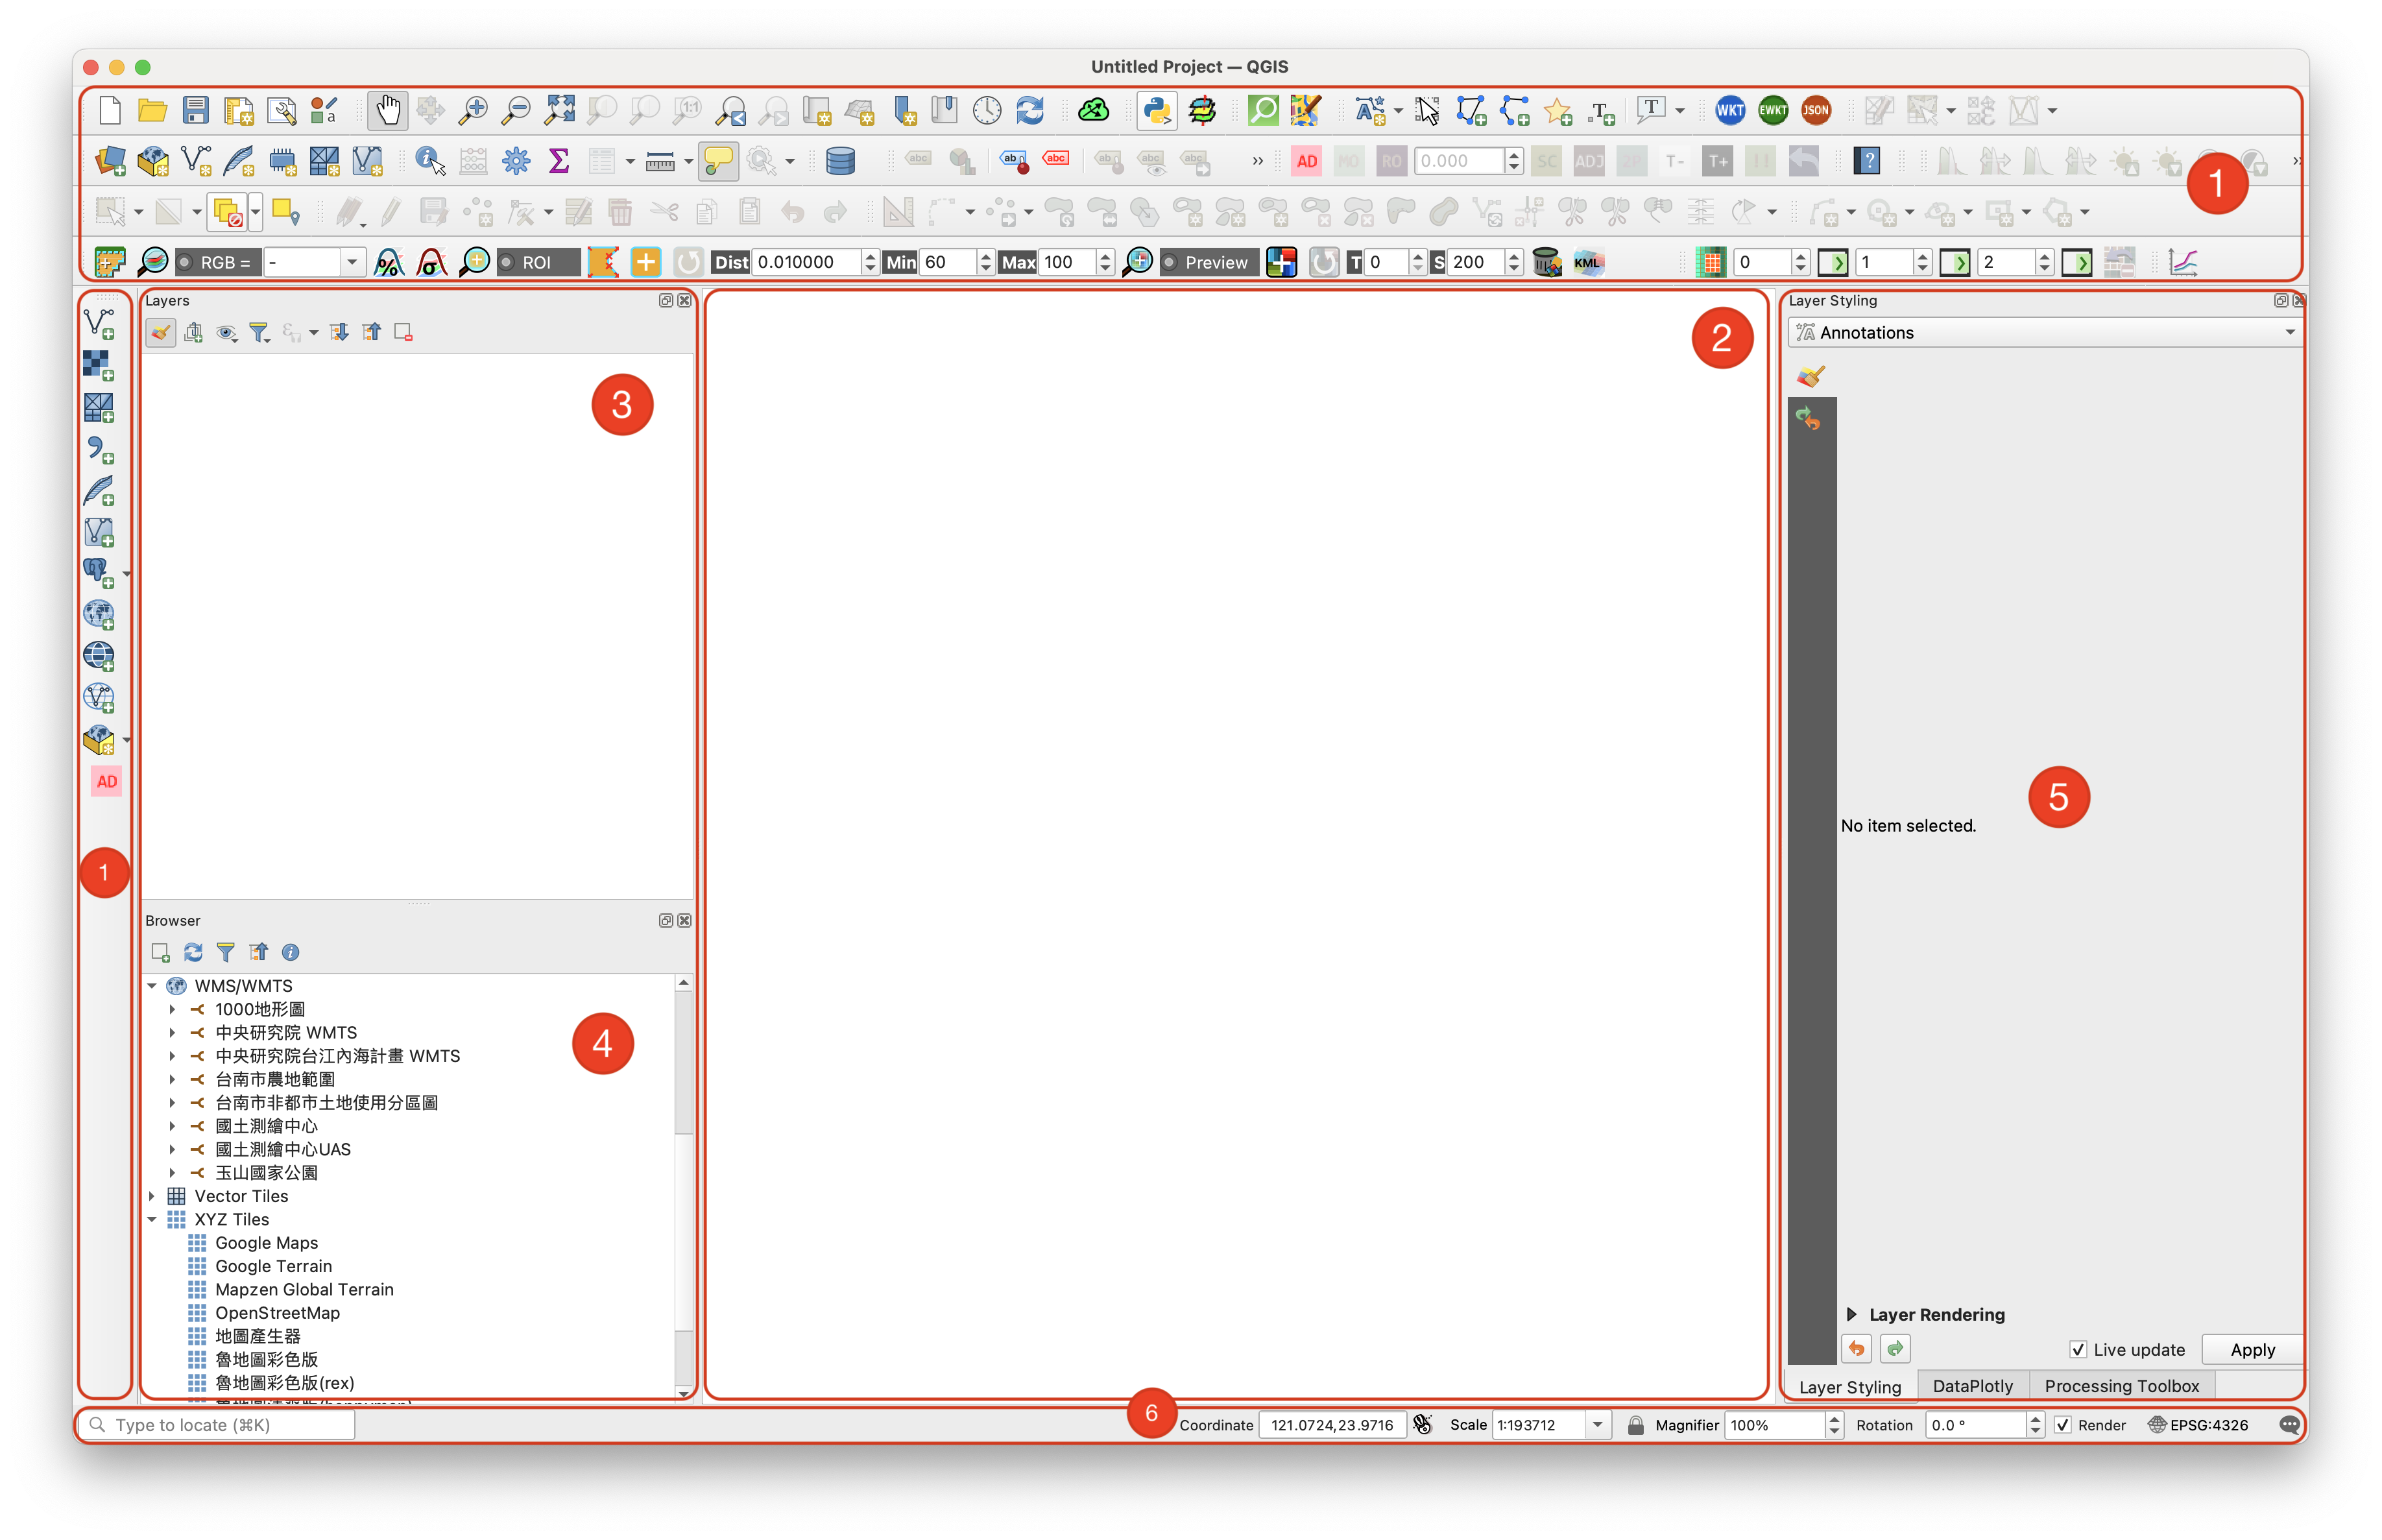 Untitled Project — QGIS
a 1:1 T T WKT EWKT JSON
abc ab abc ab abc abc » AD MO RO 0.000 SC ADJ 2P T- T+ !! ? »
1
RGB = - % σ ROI Dist 0.010000 Min 60 Max 100 Preview T 0 S 200 KML 0 1 2
Layers
3
Browser
WMS/WMTS
1000地形圖
中央研究院 WMTS
中央研究院台江內海計畫 WMTS
台南市農地範圍
台南市非都市土地使用分區圖
國土測繪中心
國土測繪中心UAS
玉山國家公園
Vector Tiles
XYZ Tiles
Google Maps
Google Terrain
Mapzen Global Terrain
OpenStreetMap
地圖產生器
魯地圖彩色版
魯地圖彩色版(rex)
4
AD
1
2
Layer Styling
Annotations
No item selected.
5
Layer Rendering
Live update Apply
Layer Styling DataPlotly Processing Toolbox
Type to locate (⌘K) 6 Coordinate 121.0724,23.9716 Scale 1:193712 Magnifier 100% Rotation 0.0 ° Render EPSG:4326